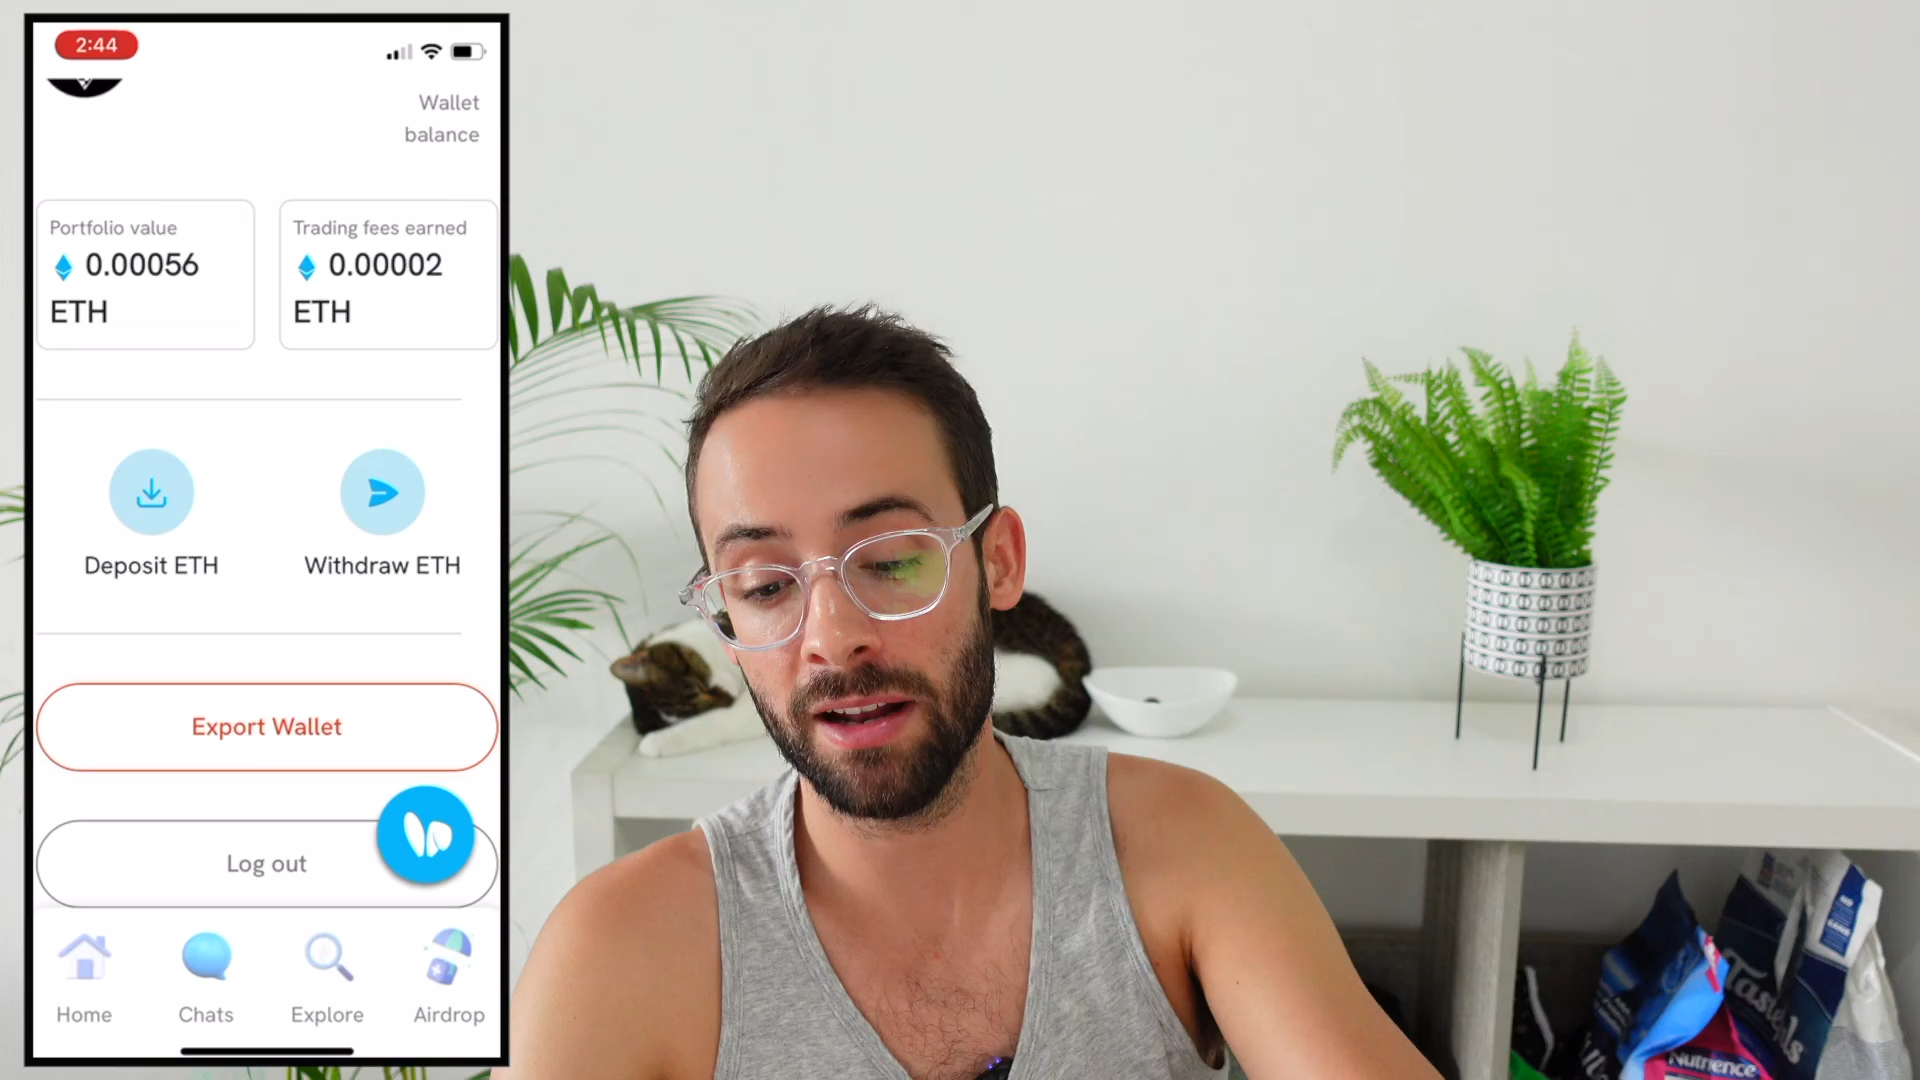 2:44
Wallet
balance
Portfolio value
0.00056
ETH
Trading fees earned
0.00002
ETH
Deposit ETH
Withdraw ETH
Export Wallet
Log out
Home
Chats
Explore
Airdrop
Nutrience